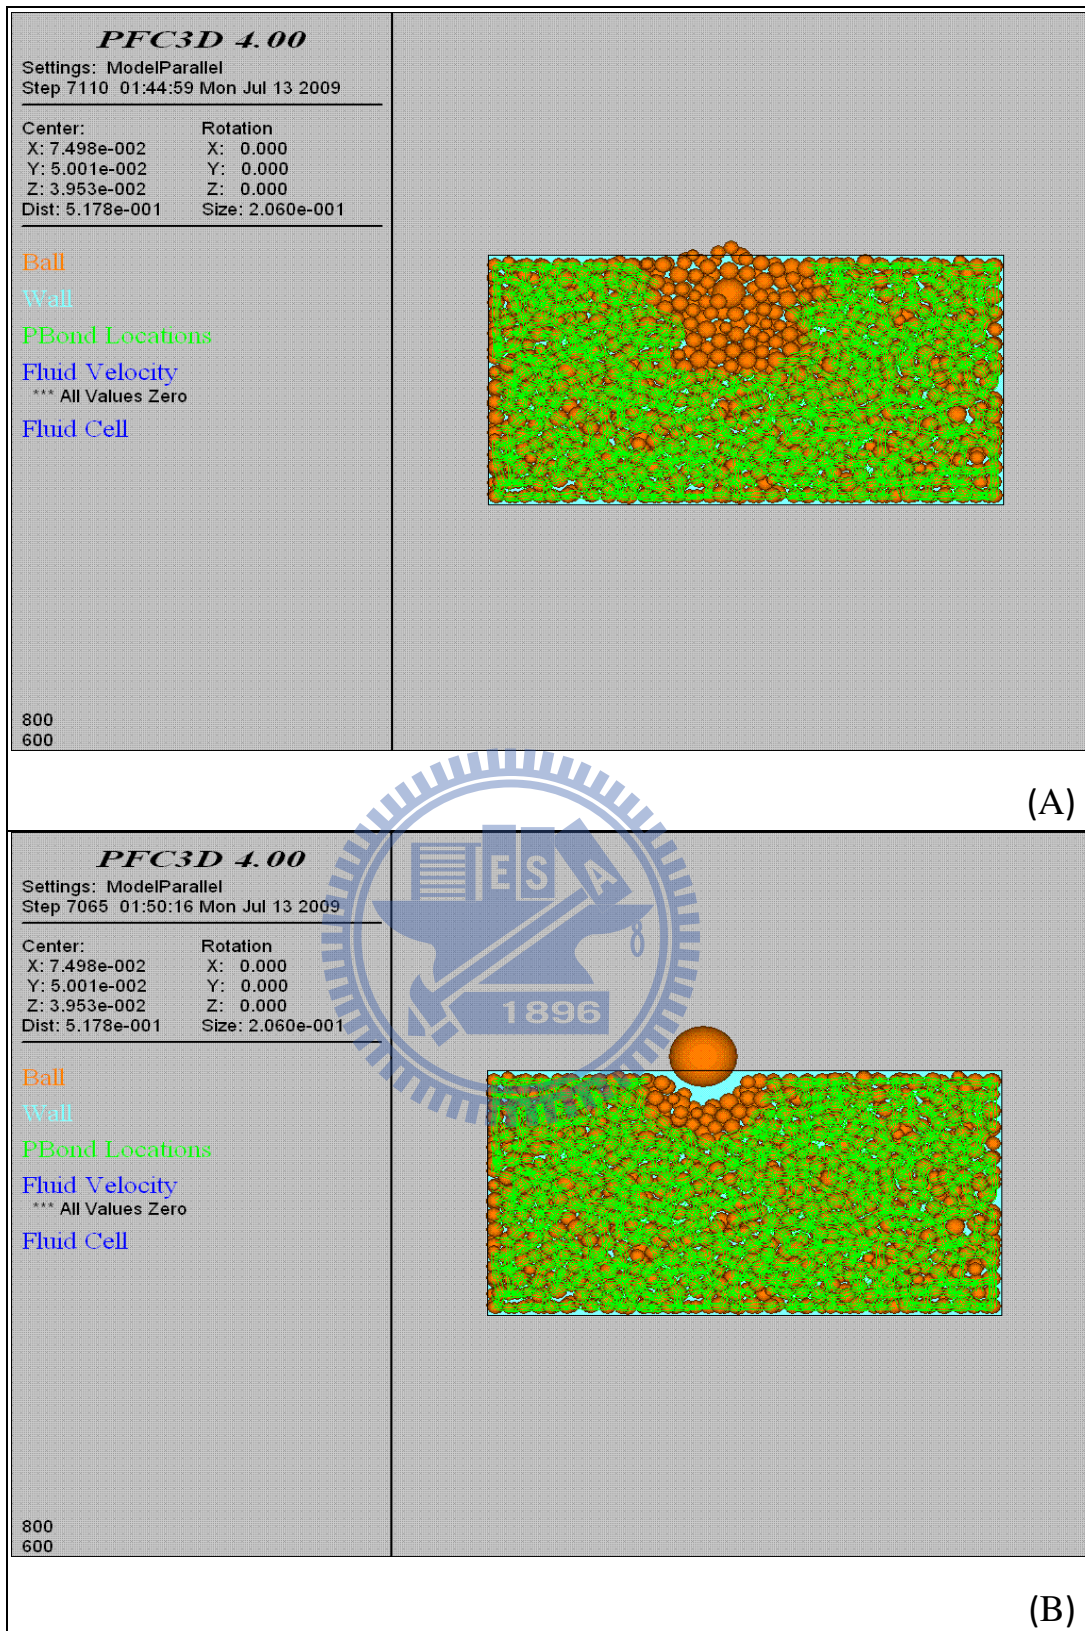 PFC3D 4.00
Settings: ModelParallel
Step 7110 01:44:59 Mon Jul 13 2009
Center: Rotation
X: 7.498e-002 X: 0.000
Y: 5.001e-002 Y: 0.000
Z: 3.953e-002 Z: 0.000
Dist: 5.178e-001 Size: 2.060e-001
Ball
Wall
PBond Locations
Fluid Velocity
*** All Values Zero
Fluid Cell
800
600
(A)
PFC3D 4.00
Settings: ModelParallel
Step 7065 01:50:16 Mon Jul 13 2009
Center: Rotation
X: 7.498e-002 X: 0.000
Y: 5.001e-002 Y: 0.000
Z: 3.953e-002 Z: 0.000
Dist: 5.178e-001 Size: 2.060e-001
Ball
Wall
PBond Locations
Fluid Velocity
*** All Values Zero
Fluid Cell
800
600
(B)
E S A
1896